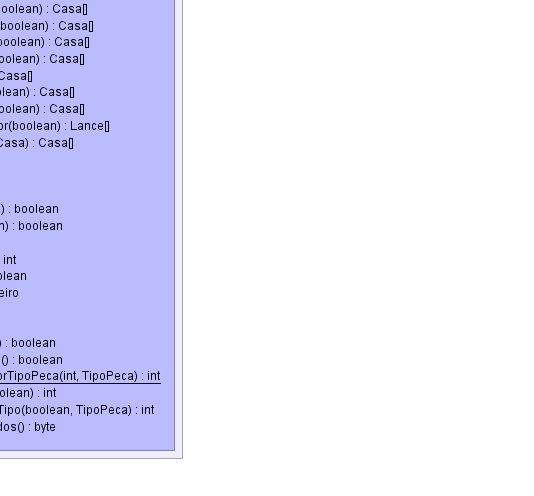 oolean) : Casa[]
boolean) : Casa[]
boolean) : Casa[]
oolean) : Casa[]
Casa[]
olean) : Casa[]
oolean) : Casa[]
or(boolean) : Lance[]
Casa) : Casa[]
) : boolean
n) : boolean
int
olean
eiro
) : boolean
() : boolean
orTipoPeca(int, TipoPeca) : int
olean) : int
Tipo(boolean, TipoPeca) : int
dos() : byte